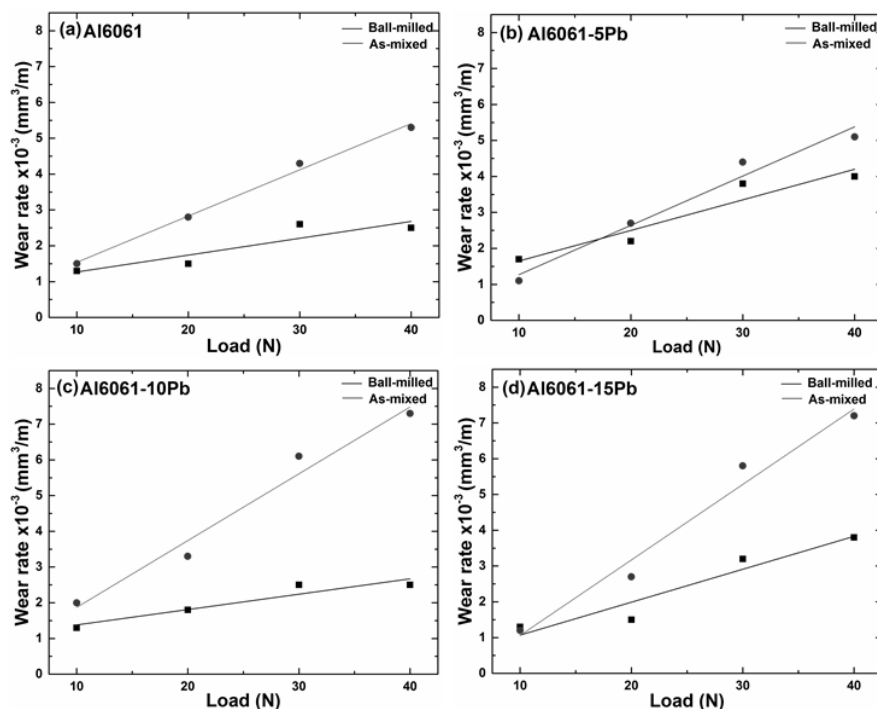 (a) Al6061
Ball-milled
As-mixed
8
7
6
5
4
3
2
1
0
10 20 30 40
Wear rate x10⁻³ (mm³/m)
Load (N)
(b) Al6061-5Pb
Ball-milled
As-mixed
8
7
6
5
4
3
2
1
0
10 20 30 40
Wear rate x10⁻³ (mm³/m)
Load (N)
(c) Al6061-10Pb
Ball-milled
As-mixed
8
7
6
5
4
3
2
1
0
10 20 30 40
Wear rate x10⁻³ (mm³/m)
Load (N)
(d) Al6061-15Pb
Ball-milled
As-mixed
8
7
6
5
4
3
2
1
0
10 20 30 40
Wear rate x10⁻³ (mm³/m)
Load (N)